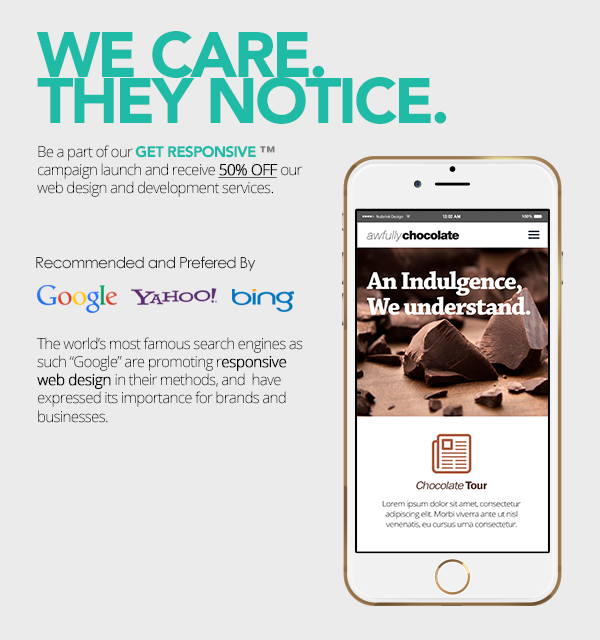 WE CARE.
THEY NOTICE.
Be a part of our GET RESPONSIVE ™
campaign launch and receive 50% OFF our
web design and development services.
Recommended and Prefered By
Google YAHOO! bing
The world's most famous search engines as
such "Google" are promoting responsive
web design in their methods, and have
expressed its importance for brands and
businesses.
Nubrink Design 12:02 AM 100%
awfullychocolate
An Indulgence,
We understand.
Chocolate Tour
Lorem ipsum dolor sit amet, consectetur
adipiscing elit. Morbi viverra ante ut nisl
venenatis, eu cursus urna consectetur.